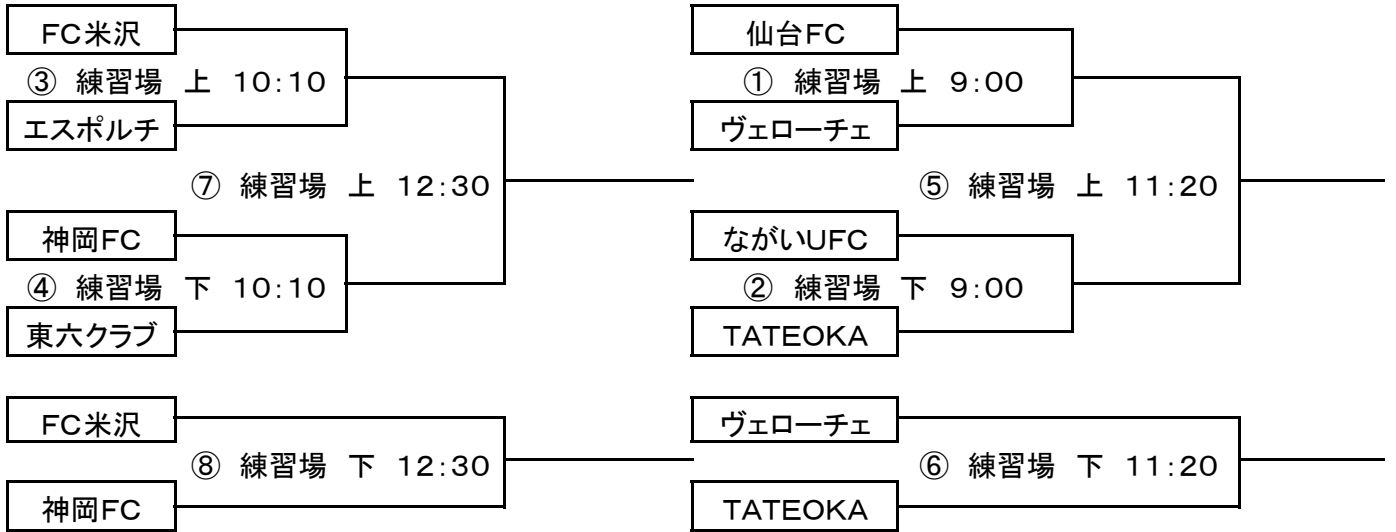 FC米沢
③ 練習場 上 10:10
エスポルチ
⑦ 練習場 上 12:30
神岡FC
④ 練習場 下 10:10
東六クラブ
仙台FC
① 練習場 上 9:00
ヴェローチェ
⑤ 練習場 上 11:20
ながいUFC
② 練習場 下 9:00
TATEOKA
FC米沢
⑧ 練習場 下 12:30
神岡FC
ヴェローチェ
⑥ 練習場 下 11:20
TATEOKA